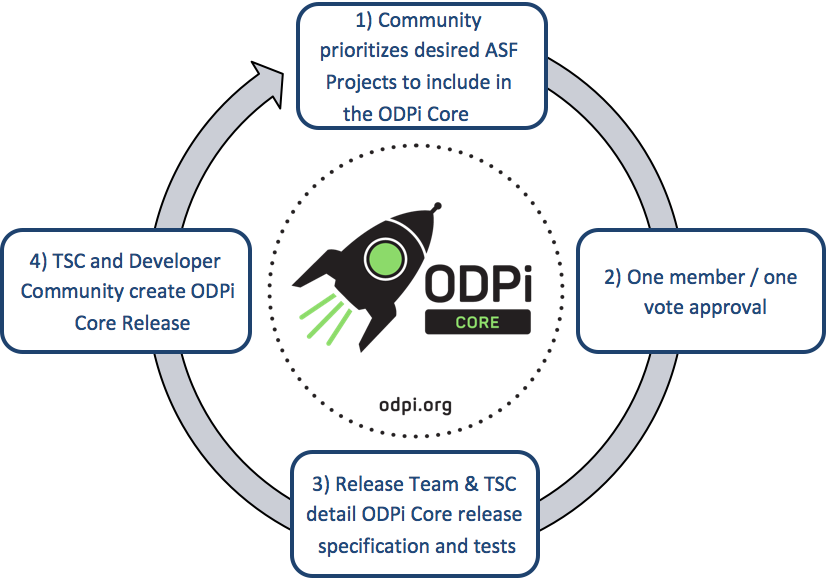 1) Community
prioritizes desired ASF
Projects to include in
the ODPi Core
2) One member / one
vote approval
3) Release Team & TSC
detail ODPi Core release
specification and tests
4) TSC and Developer
Community create ODPi
Core Release
ODPi
CORE
odpi.org